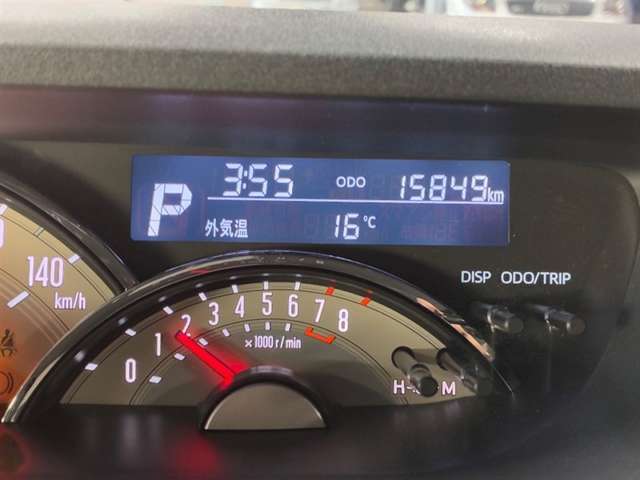 3:55 ODO 15849km
P
外気温 16℃
DISP ODO/TRIP
140
km/h
0 1 2 3 4 5 6 7 8
×1000 r/min
M